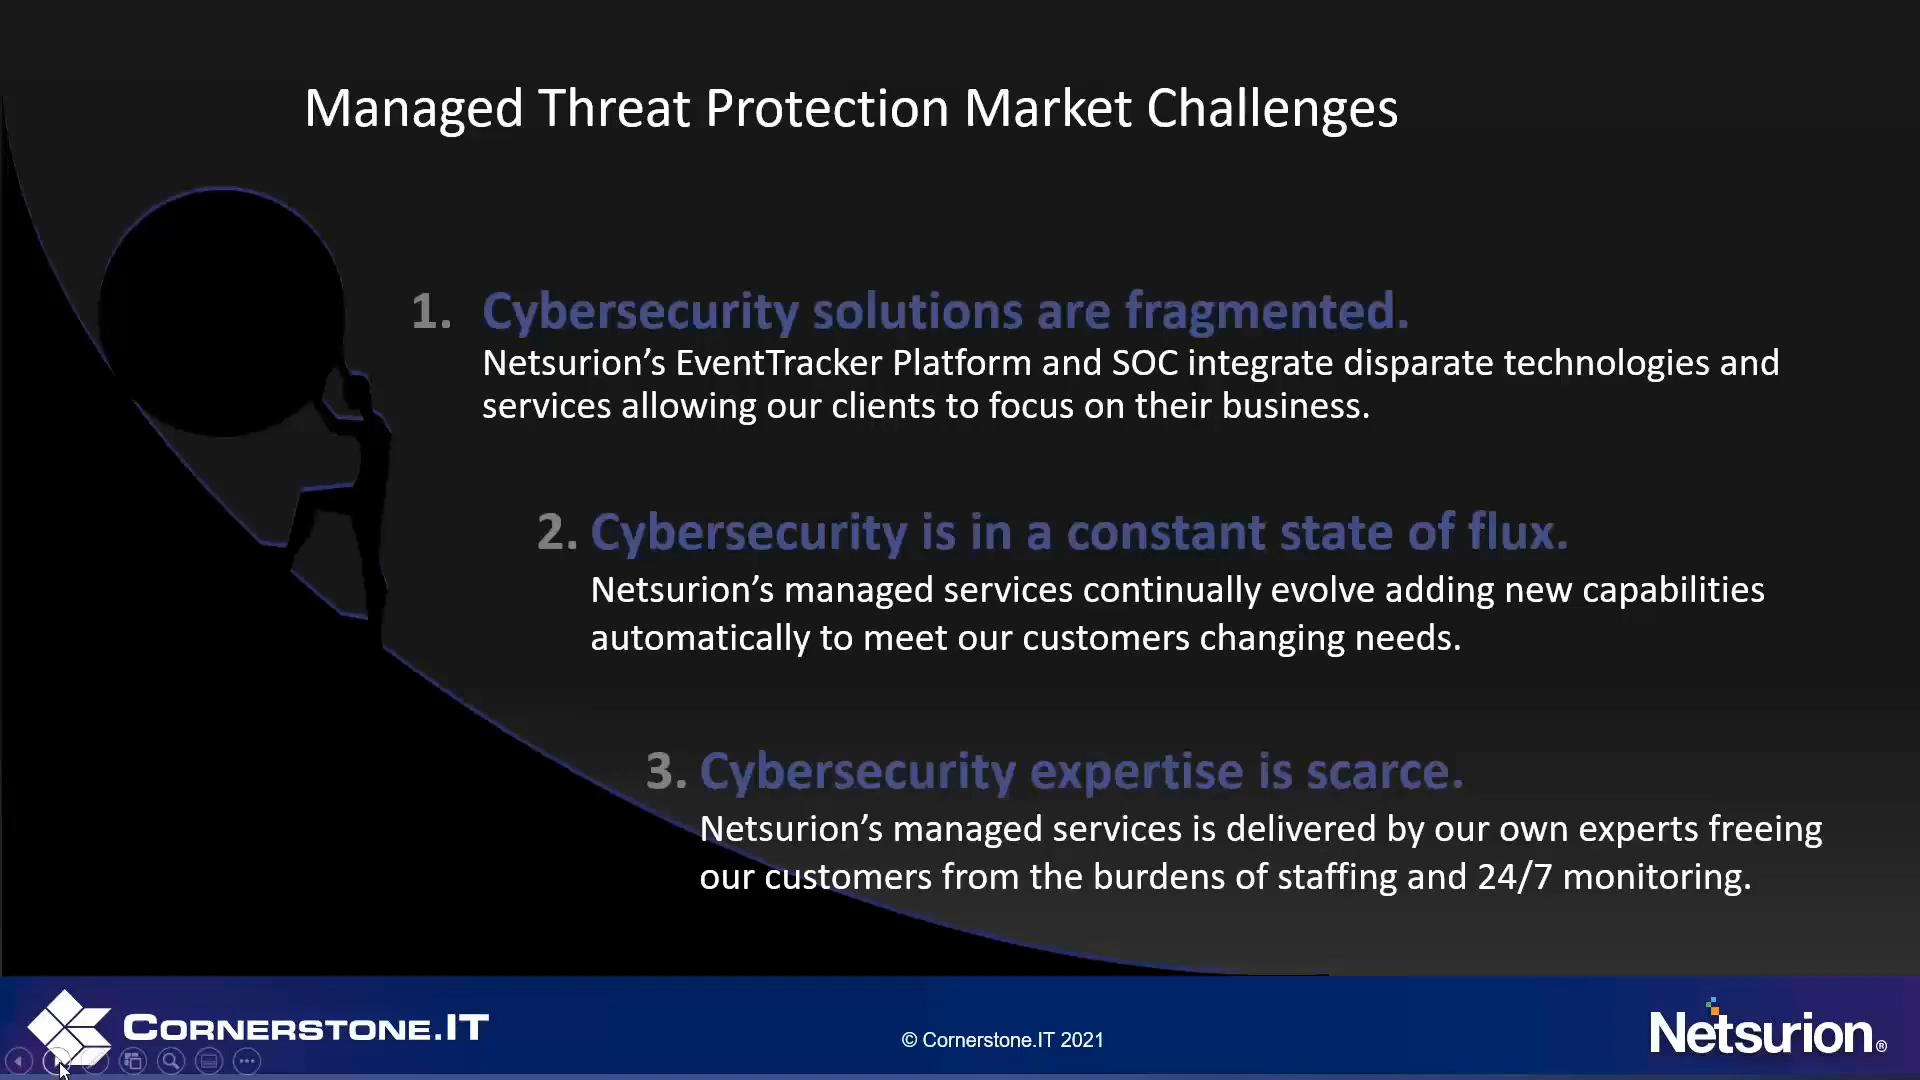 Managed Threat Protection Market Challenges
1. Cybersecurity solutions are fragmented.
Netsurion’s EventTracker Platform and SOC integrate disparate technologies and
services allowing our clients to focus on their business.
2. Cybersecurity is in a constant state of flux.
Netsurion’s managed services continually evolve adding new capabilities
automatically to meet our customers changing needs.
3. Cybersecurity expertise is scarce.
Netsurion’s managed services is delivered by our own experts freeing
our customers from the burdens of staffing and 24/7 monitoring.
CORNERSTONE.IT
© Cornerstone.IT 2021
Netsurion®